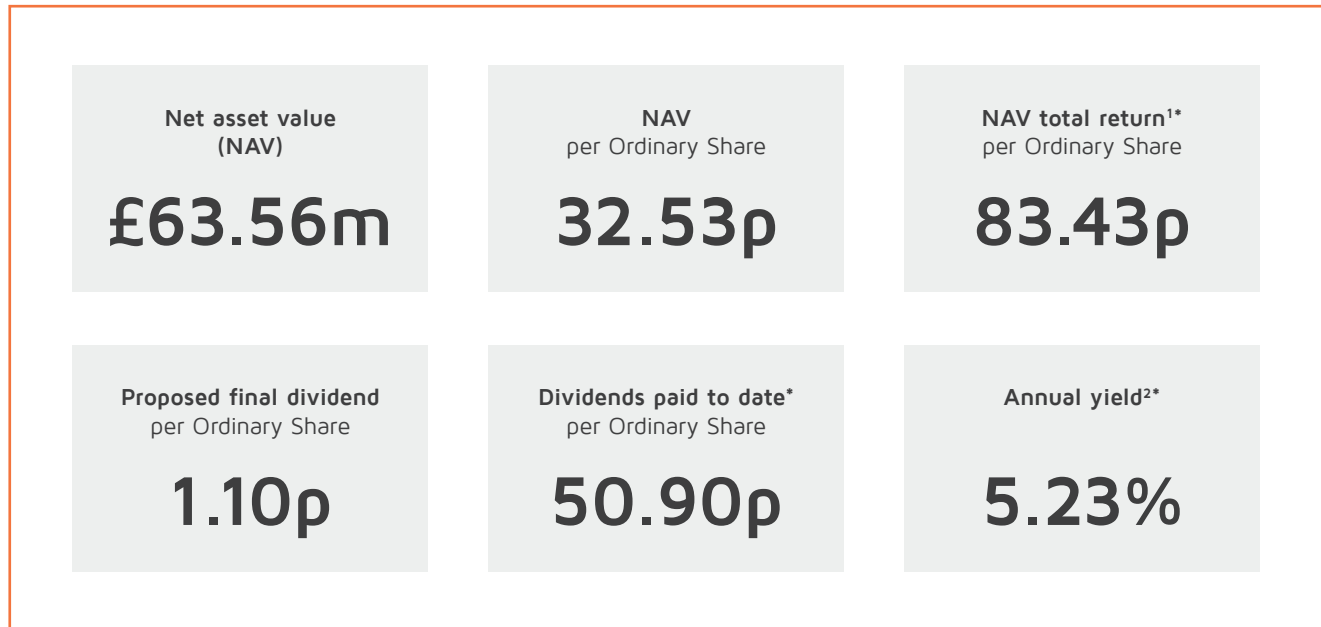 Net asset value
(NAV)
£63.56m
NAV
per Ordinary Share
32.53p
NAV total return¹*
per Ordinary Share
83.43p
Proposed final dividend
per Ordinary Share
1.10p
Dividends paid to date*
per Ordinary Share
50.90p
Annual yield²*
5.23%